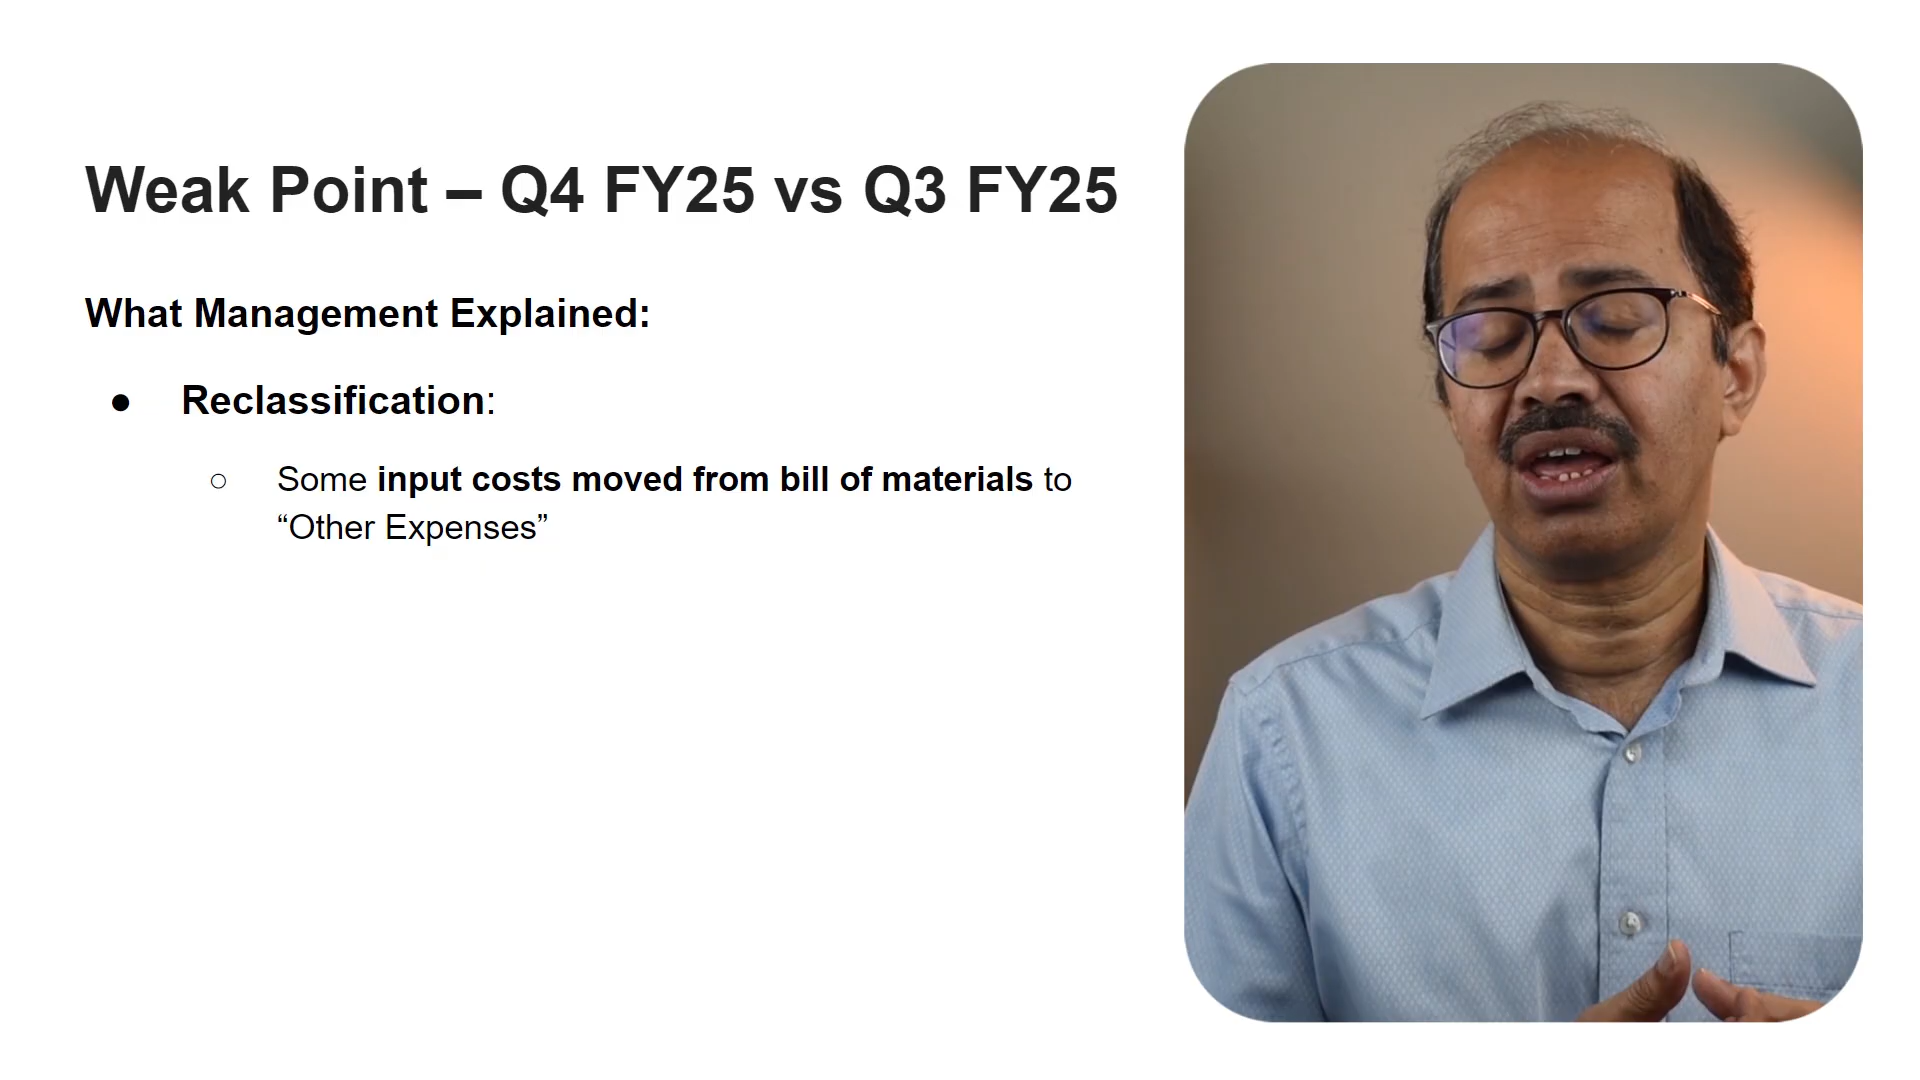 Weak Point – Q4 FY25 vs Q3 FY25
What Management Explained:
● Reclassification:
○ Some input costs moved from bill of materials to
“Other Expenses”